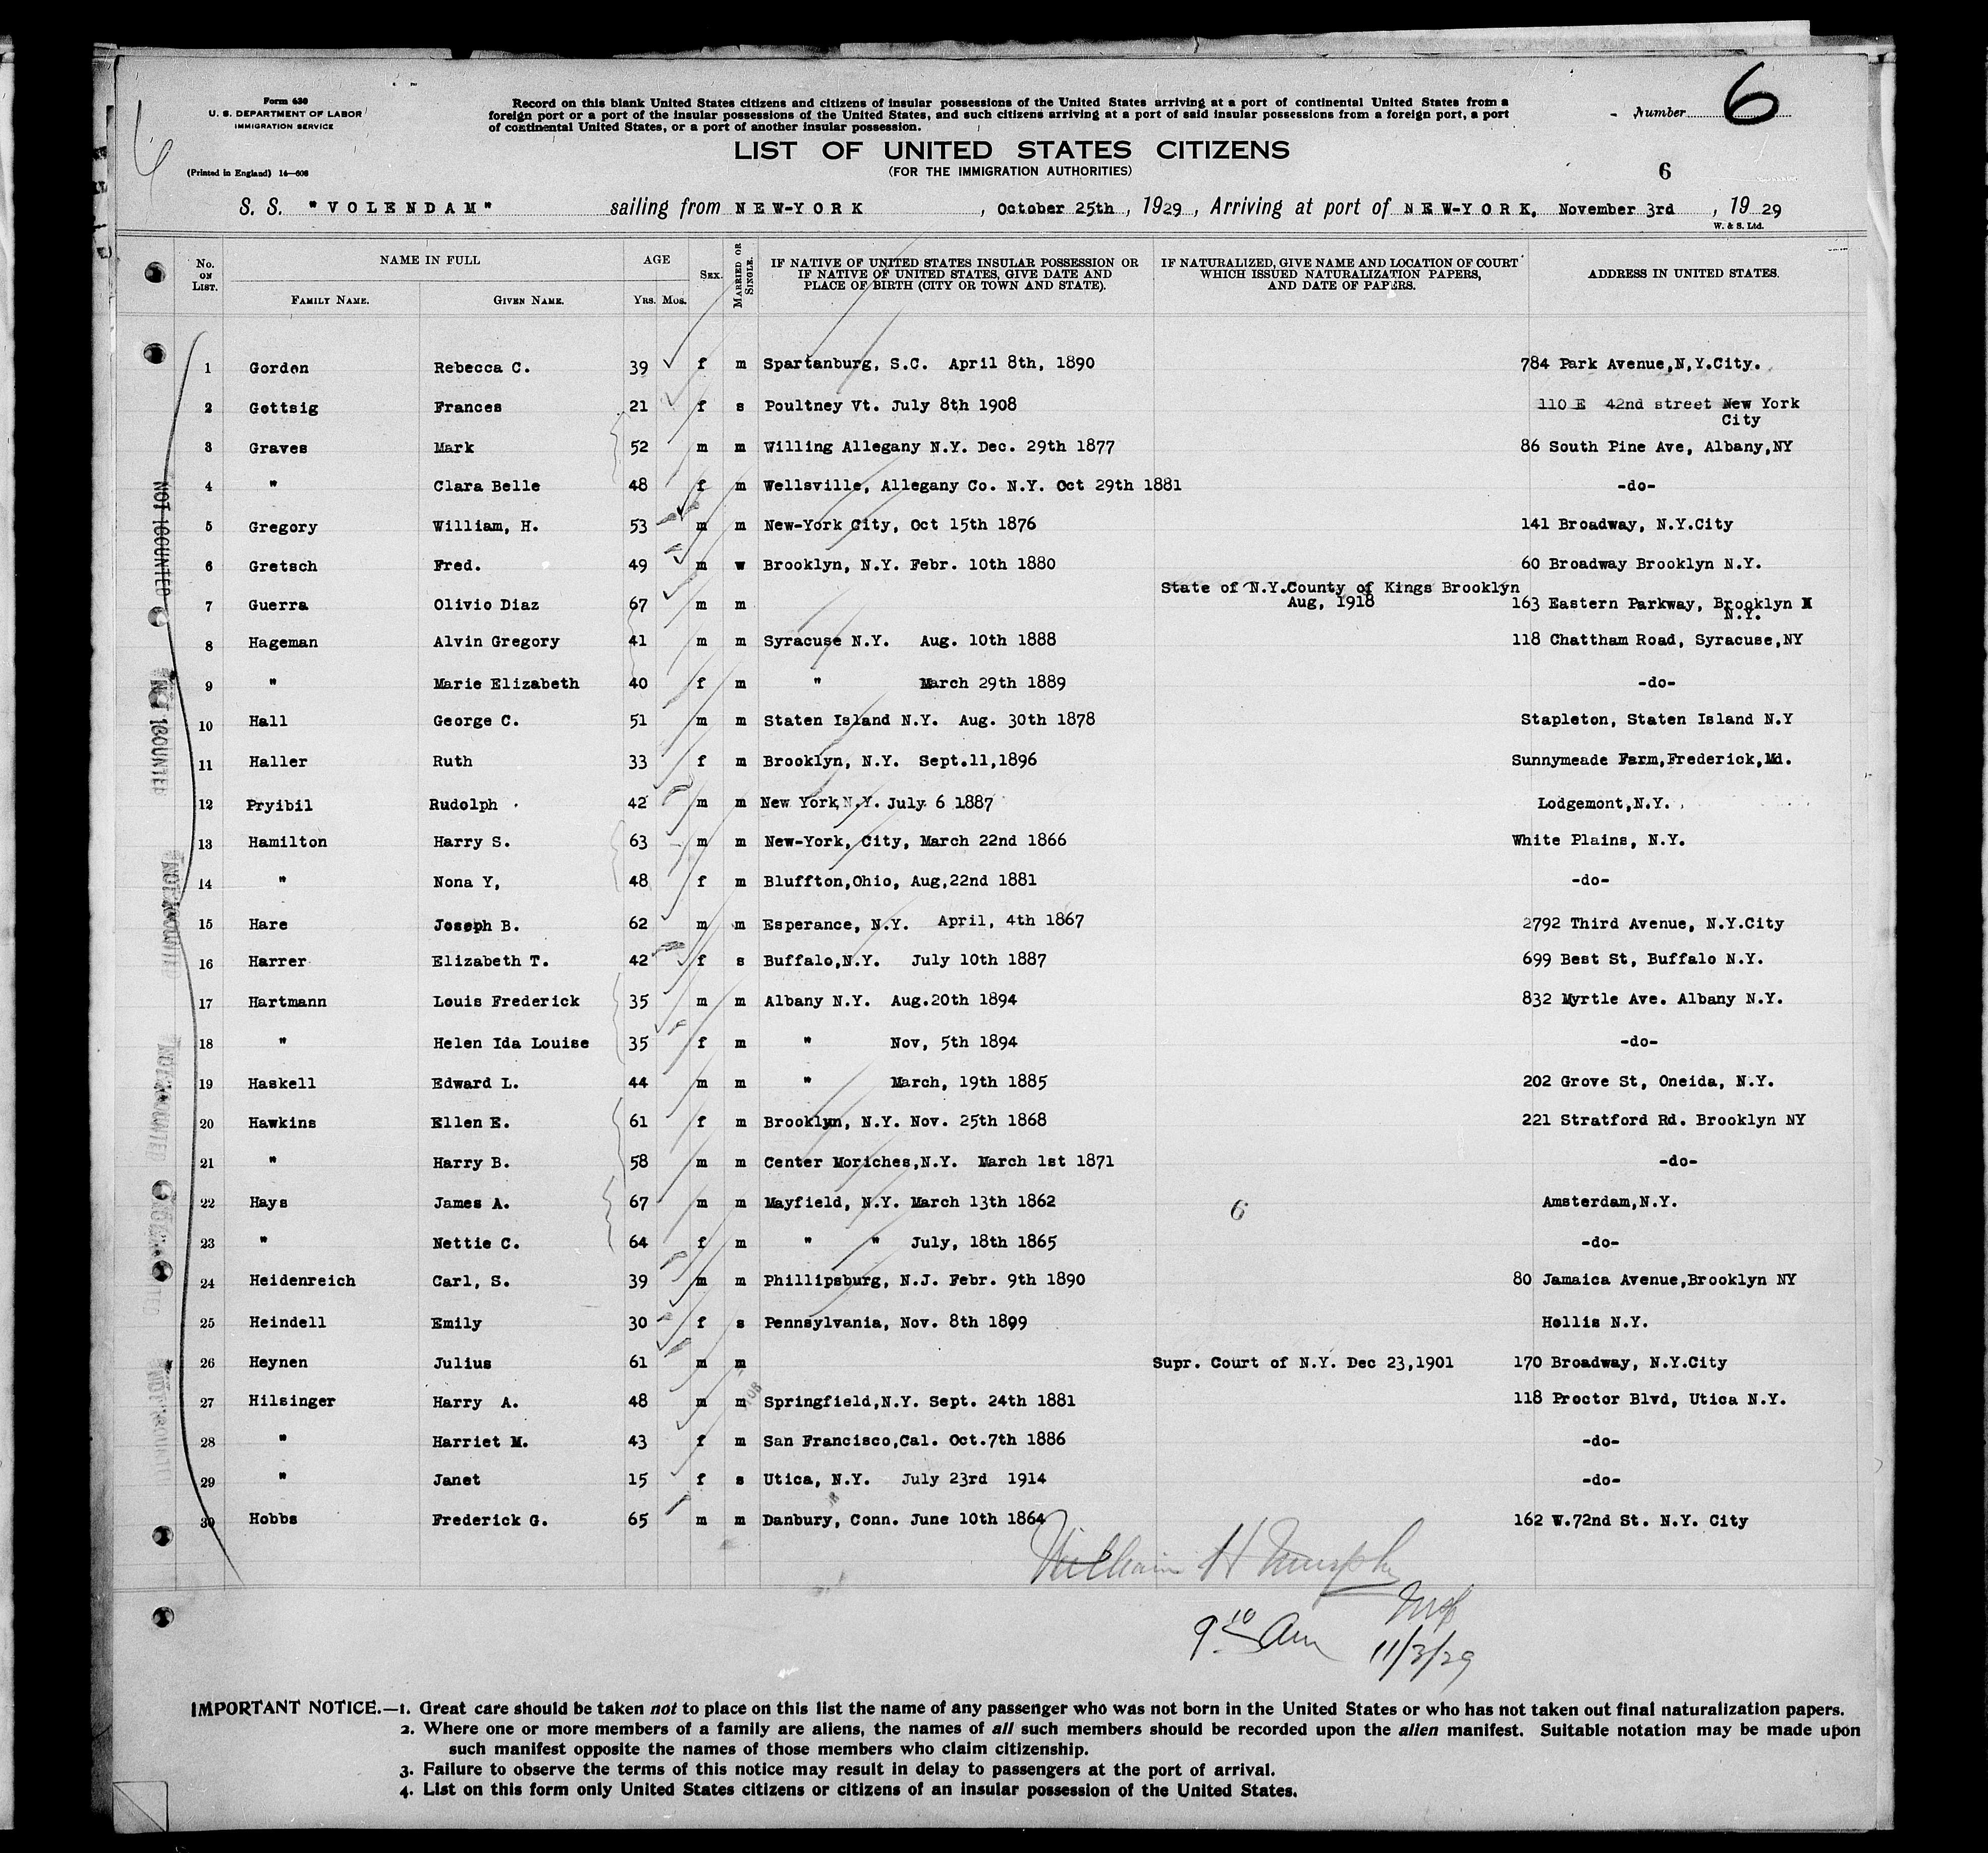 Form 630
U. S. DEPARTMENT OF LABOR
IMMIGRATION SERVICE
(Printed in England) 14—608
Record on this blank United States citizens and citizens of insular possessions of the United States arriving at a port of continental United States from a
foreign port or a port of the insular possessions of the United States, and such citizens arriving at a port of said insular possessions from a foreign port, a port
of continental United States, or a port of another insular possession.
Number 6
LIST OF UNITED STATES CITIZENS
(FOR THE IMMIGRATION AUTHORITIES)
6
S. S. "VOLENDAM" sailing from NEW-YORK, October 25th, 1929, Arriving at port of NEW-YORK, November 3rd, 19 29
W. & S. Ltd.
No. ON LIST. NAME IN FULL FAMILY NAME. GIVEN NAME. AGE YRS. MOS. SEX. MARRIED OR SINGLE. IF NATIVE OF UNITED STATES INSULAR POSSESSION OR IF NATIVE OF UNITED STATES, GIVE DATE AND PLACE OF BIRTH (CITY OR TOWN AND STATE). IF NATURALIZED, GIVE NAME AND LOCATION OF COURT WHICH ISSUED NATURALIZATION PAPERS, AND DATE OF PAPERS. ADDRESS IN UNITED STATES.
1 Gordon Rebecca C. 39 f m Spartanburg, S.C. April 8th, 1890 784 Park Avenue,N,Y.City.
2 Gottsig Frances 21 f s Poultney Vt. July 8th 1908 110 E 42nd street New York
City
3 Graves Mark 52 m m Willing Allegany N.Y. Dec. 29th 1877 86 South Pine Ave, Albany,NY
4 " Clara Belle 48 f m Wellsville, Allegany Co. N.Y. Oct 29th 1881 -do-
5 Gregory William, H. 53 m m New-York City, Oct 15th 1876 141 Broadway, N.Y.City
6 Gretsch Fred. 49 m w Brooklyn, N.Y. Febr. 10th 1880 60 Broadway Brooklyn N.Y.
State of N.Y.County of Kings Brooklyn
7 Guerra Olivio Diaz 67 m m Aug, 1918 163 Eastern Parkway, Brooklyn
N.Y.
8 Hageman Alvin Gregory 41 m m Syracuse N.Y. Aug. 10th 1888 118 Chattham Road, Syracuse,NY
9 " Marie Elizabeth 40 f m " March 29th 1889 -do-
10 Hall George C. 51 m m Staten Island N.Y. Aug. 30th 1878 Stapleton, Staten Island N.Y
11 Haller Ruth 33 f m Brooklyn, N.Y. Sept.11,1896 Sunnymeade Farm,Frederick,Md.
12 Pryibil Rudolph 42 m m New York,N.Y. July 6 1887 Lodgemont,N.Y.
13 Hamilton Harry S. 63 m m New-York, City, March 22nd 1866 White Plains, N.Y.
14 " Nona Y, 48 f m Bluffton,Ohio, Aug,22nd 1881 -do-
15 Hare Joseph B. 62 m m Esperance, N.Y. April, 4th 1867 2792 Third Avenue, N.Y.City
16 Harrer Elizabeth T. 42 f s Buffalo,N.Y. July 10th 1887 699 Best St, Buffalo N.Y.
17 Hartmann Louis Frederick 35 m m Albany N.Y. Aug.20th 1894 832 Myrtle Ave. Albany N.Y.
18 " Helen Ida Louise 35 f m " Nov, 5th 1894 -do-
19 Haskell Edward L. 44 m m " March, 19th 1885 202 Grove St, Oneida, N.Y.
20 Hawkins Ellen E. 61 f m Brooklyn, N.Y. Nov. 25th 1868 221 Stratford Rd. Brooklyn NY
21 " Harry B. 58 m m Center Moriches,N.Y. March 1st 1871 -do-
22 Hays James A. 67 m m Mayfield, N.Y. March 13th 1862 6 Amsterdam,N.Y.
23 " Nettie C. 64 f m " " July, 18th 1865 -do-
24 Heidenreich Carl, S. 39 m m Phillipsburg, N.J. Febr. 9th 1890 80 Jamaica Avenue,Brooklyn NY
25 Heindell Emily 30 f s Pennsylvania, Nov. 8th 1899 Hollis N.Y.
26 Heynen Julius 61 m m Supr. Court of N.Y. Dec 23,1901 170 Broadway, N.Y.City
27 Hilsinger Harry A. 48 m m Springfield,N.Y. Sept. 24th 1881 118 Proctor Blvd, Utica N.Y.
28 " Harriet M. 43 f m San Francisco,Cal. Oct.7th 1886 -do-
29 " Janet 15 f s Utica, N.Y. July 23rd 1914 -do-
30 Hobbs Frederick G. 65 m m Danbury, Conn. June 10th 1864 162 W.72nd St. N.Y. City
William H Murphy
9 10 Am 11/3/29
IMPORTANT NOTICE.—1. Great care should be taken not to place on this list the name of any passenger who was not born in the United States or who has not taken out final naturalization papers.
2. Where one or more members of a family are aliens, the names of all such members should be recorded upon the alien manifest. Suitable notation may be made upon
such manifest opposite the names of those members who claim citizenship.
3. Failure to observe the terms of this notice may result in delay to passengers at the port of arrival.
4. List on this form only United States citizens or citizens of an insular possession of the United States.